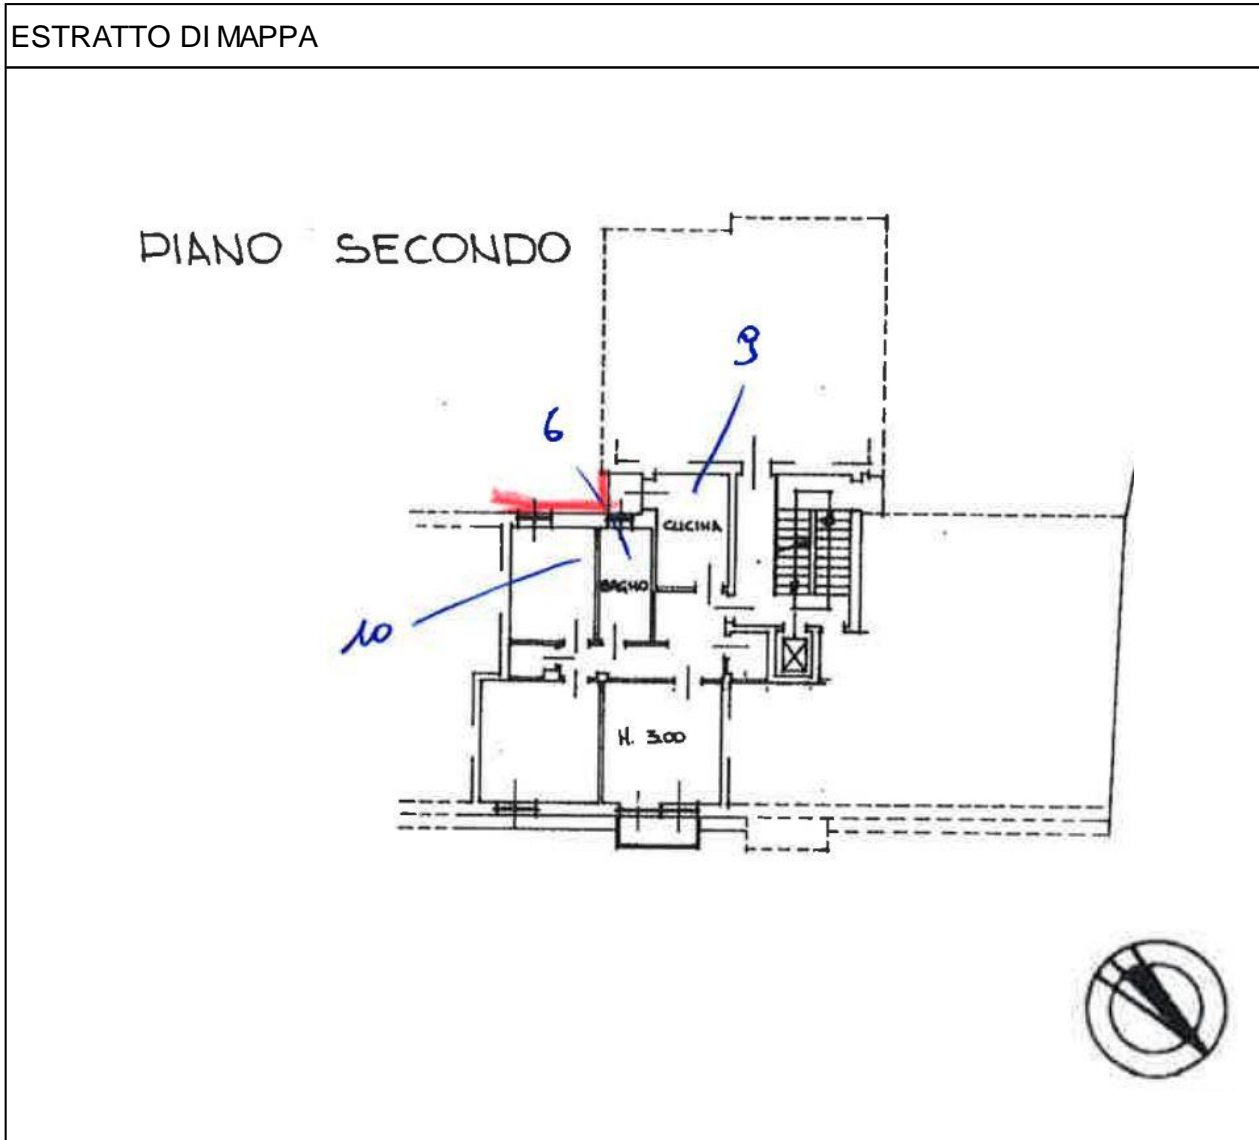 ESTRATTO DI MAPPA
PIANO SECONDO
9
6
CUCINA
BAGNO
10
H. 3.00